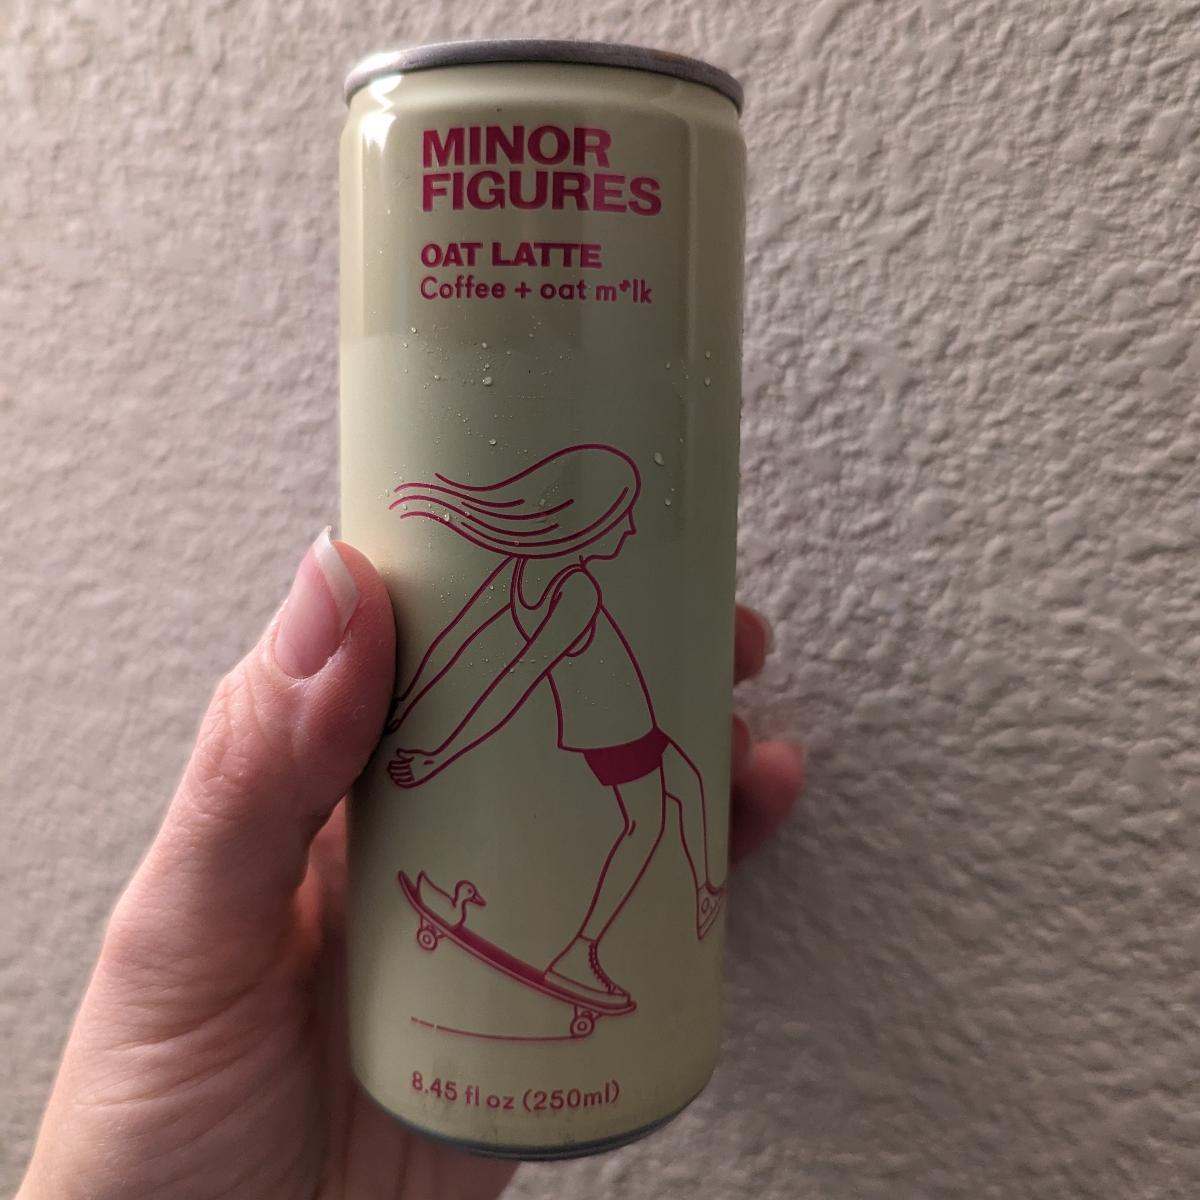 MINOR
FIGURES
OAT LATTE
Coffee + oat m*lk
8.45 fl oz (250ml)